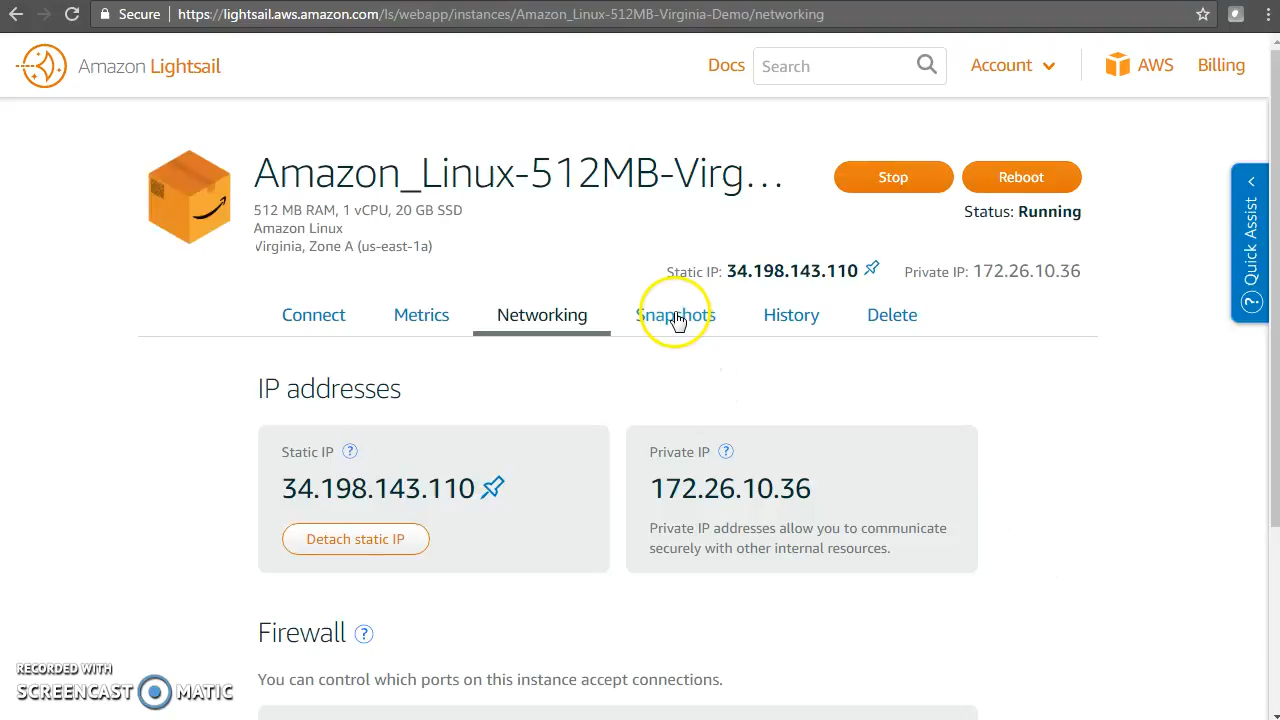 Secure https://lightsail.aws.amazon.com/ls/webapp/instances/Amazon_Linux-512MB-Virginia-Demo/networking
Amazon Lightsail
Docs
Search
Account
AWS
Billing
Amazon_Linux-512MB-Virg...
Stop
Reboot
512 MB RAM, 1 vCPU, 20 GB SSD
Status: Running
Amazon Linux
Virginia, Zone A (us-east-1a)
Static IP: 34.198.143.110
Private IP: 172.26.10.36
Quick Assist
?
Connect
Metrics
Networking
Snapshots
History
Delete
IP addresses
Static IP ?
34.198.143.110
Detach static IP
Private IP ?
172.26.10.36
Private IP addresses allow you to communicate
securely with other internal resources.
Firewall ?
You can control which ports on this instance accept connections.
RECORDED WITH
SCREENCAST MATIC